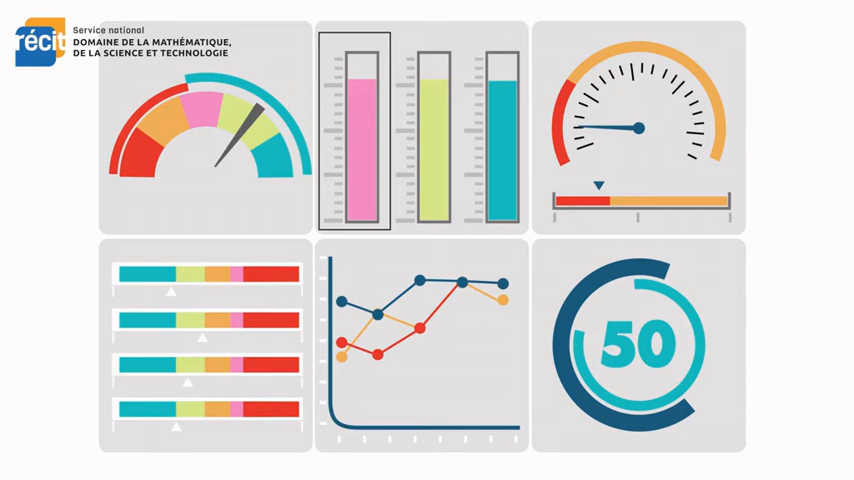 récit
Service national
DOMAINE DE LA MATHÉMATIQUE,
DE LA SCIENCE ET TECHNOLOGIE
50